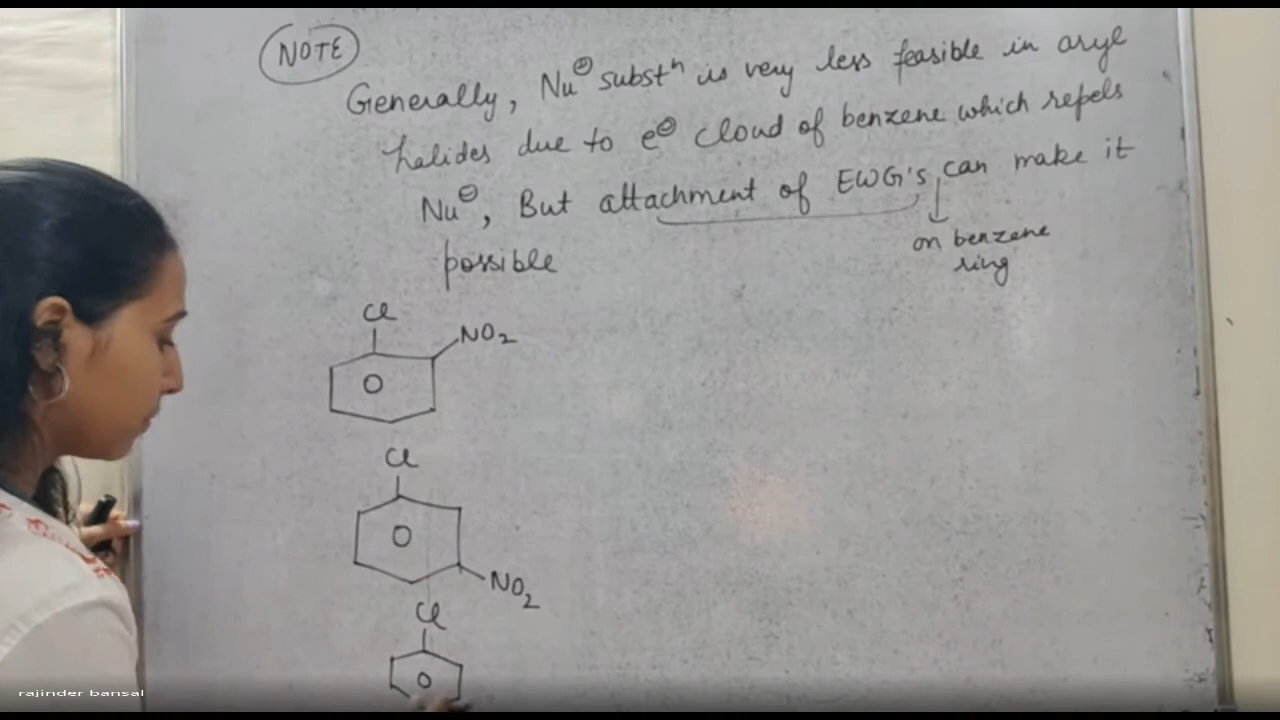 NOTE
Generally, Nu⊖ substⁿ is very less feasible in aryl
halides due to e⊖ cloud of benzene which repels
Nu⊖, But attachment of EWG's can make it
on benzene
ring
possible
Cl
NO₂
Cl
NO₂
Cl
rajinder bansal